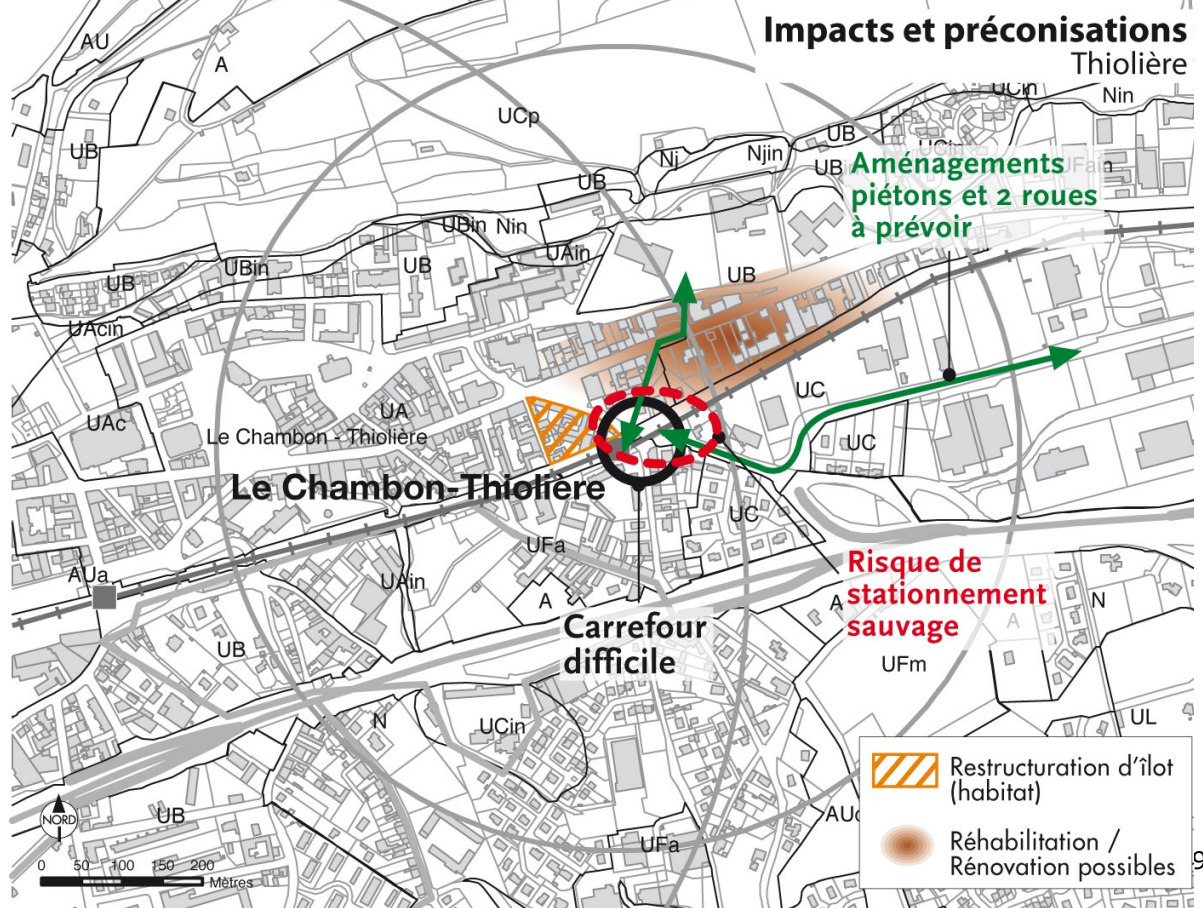 Impacts et préconisations
Thiolière
AU
A
UCp
UCin
Nin
UB
Nj
Njin
UB
UB
UB
Aménagements
piétons et 2 roues
à prévoir
UBin
Nin
UAin
UBin
UB
UB
UB
UAcin
UC
UA
UAc
Le Chambon - Thiolière
UC
Le Chambon-Thiolière
UC
UFa
Risque de
stationnement
sauvage
AUa
UAin
A
A
N
A
Carrefour
difficile
UB
UFm
N
UCin
UL
Restructuration d'îlot
(habitat)
NORD
UB
AUc
UFa
Réhabilitation /
Rénovation possibles
9
0 50 100 150 200
Mètres